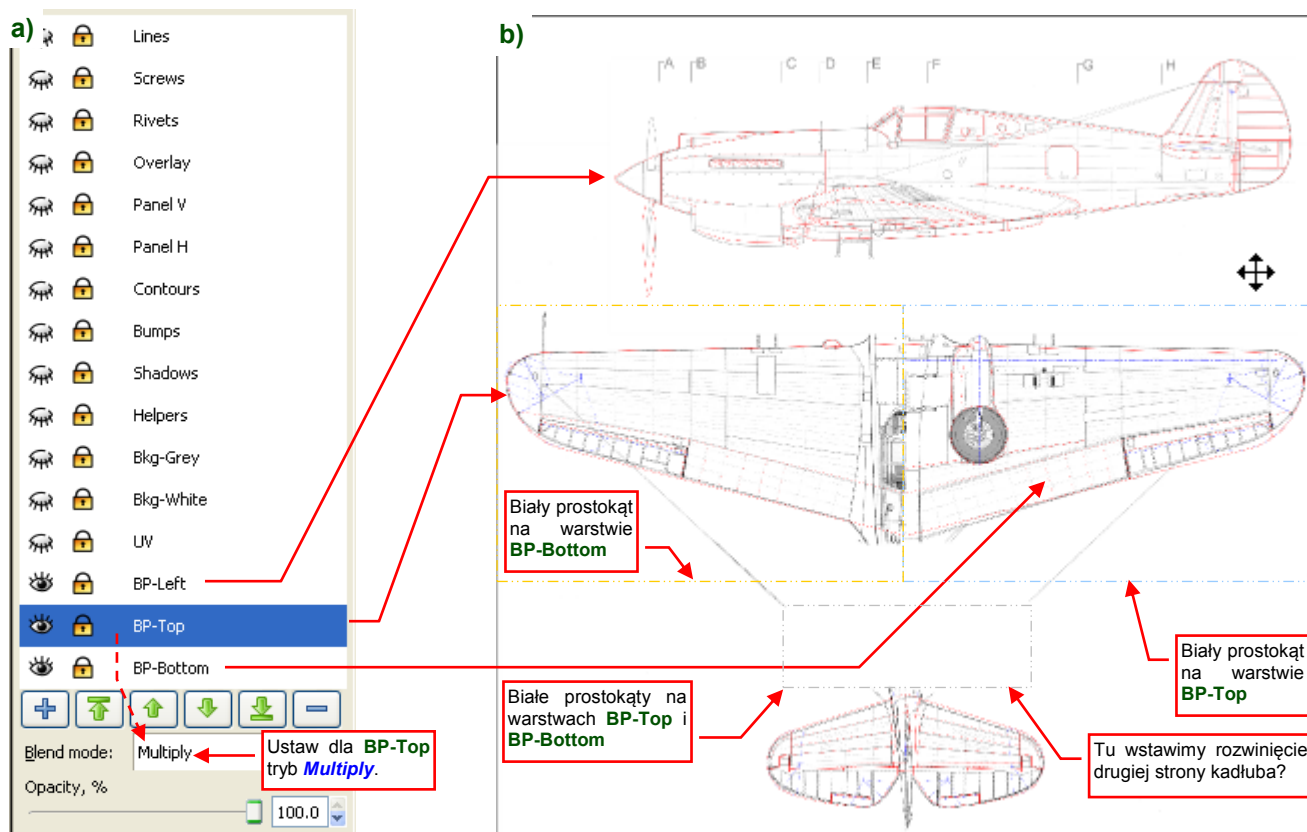 a)
Lines
Screws
Rivets
Overlay
Panel V
Panel H
Contours
Bumps
Shadows
Helpers
Bkg-Grey
Bkg-White
UV
BP-Left
BP-Top
BP-Bottom
Blend mode:
Multiply
Opacity, %
100.0
Ustaw dla BP-Top
tryb Multiply.
b)
A B C D E F G H
Biały prostokąt
na warstwie
BP-Bottom
Białe prostokąty na
warstwach BP-Top i
BP-Bottom
Biały prostokąt
na warstwie
BP-Top
Tu wstawimy rozwinięcie
drugiej strony kadłuba?